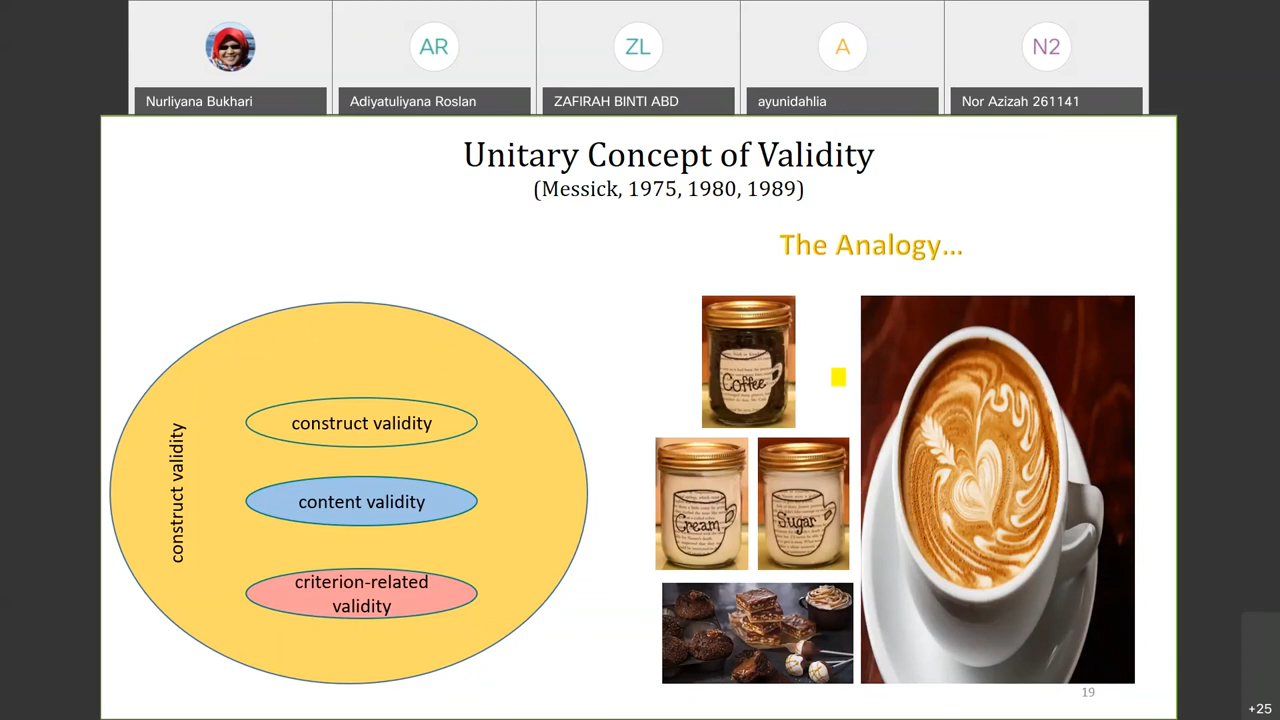 AR
ZL
A
N2
Nurliyana Bukhari
Adiyatuliyana Roslan
ZAFIRAH BINTI ABD
ayunidahlia
Nor Azizah 261141
Unitary Concept of Validity
(Messick, 1975, 1980, 1989)
The Analogy...
construct validity
construct validity
content validity
criterion-related
validity
Coffee
Cream
Sugar
19
+25